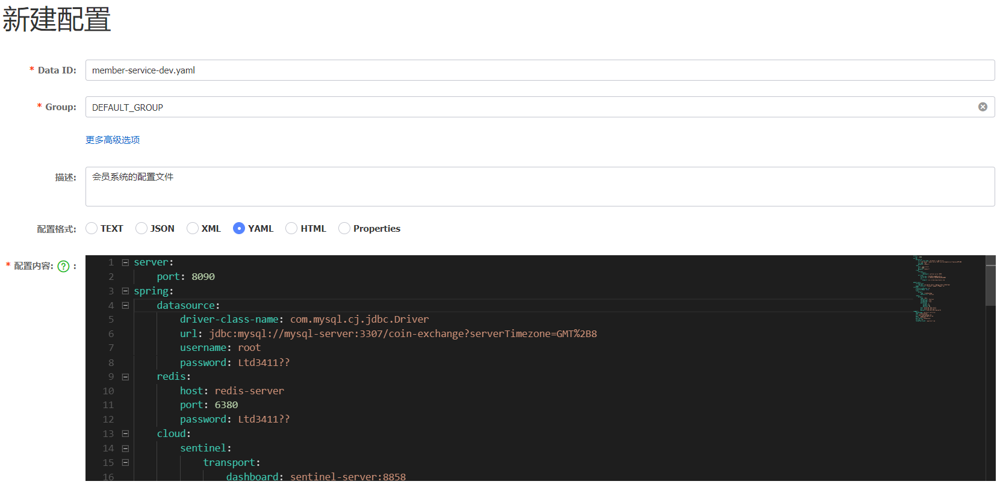 新建配置
* Data ID: member-service-dev.yaml
* Group: DEFAULT_GROUP
更多高级选项
描述: 会员系统的配置文件
配置格式: TEXT JSON XML YAML HTML Properties
* 配置内容: ? :
1 server:
2 port: 8090
3 spring:
4 datasource:
5 driver-class-name: com.mysql.cj.jdbc.Driver
6 url: jdbc:mysql://mysql-server:3307/coin-exchange?serverTimezone=GMT%2B8
7 username: root
8 password: Ltd3411??
9 redis:
10 host: redis-server
11 port: 6380
12 password: Ltd3411??
13 cloud:
14 sentinel:
15 transport:
16 dashboard: sentinel-server:8858